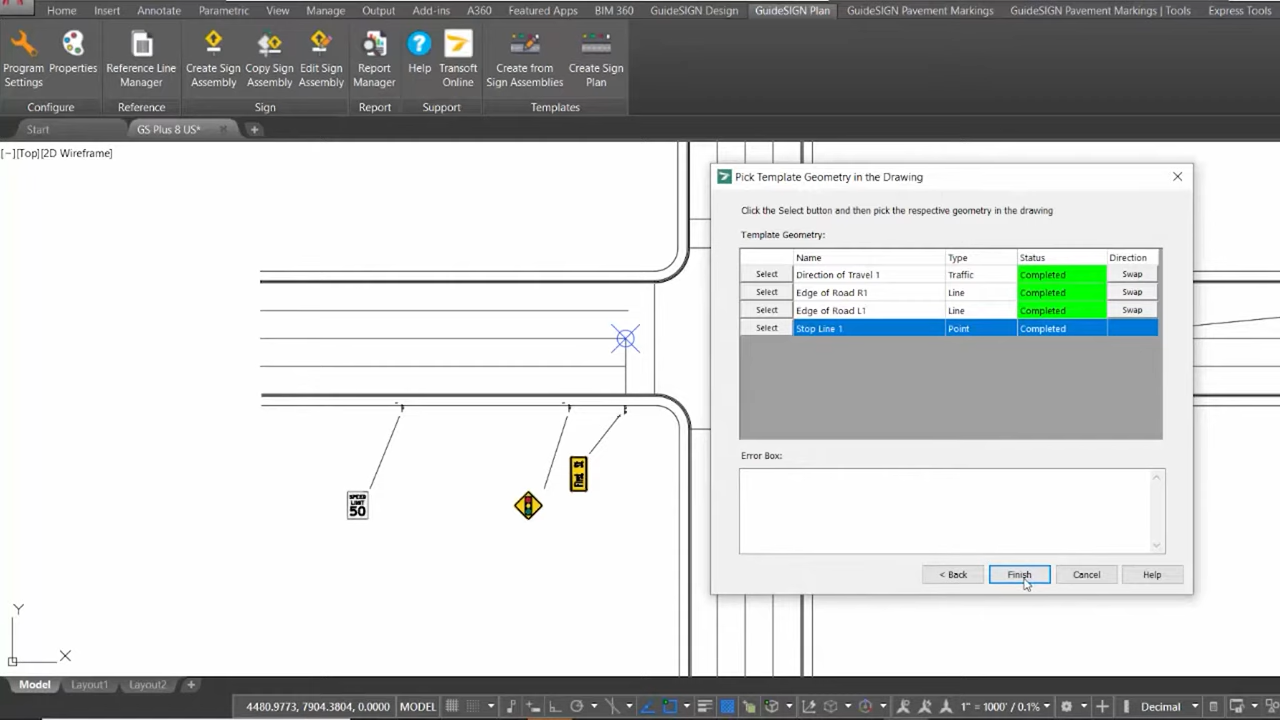 Home Insert Annotate Parametric View Manage Output Add-ins A360 Featured Apps BIM 360 GuideSIGN Design GuideSIGN Plan GuideSIGN Pavement Markings GuideSIGN Pavement Markings | Tools Express Tools
Program Settings
Properties
Reference Line Manager
Create Sign Assembly
Copy Sign Assembly
Edit Sign Assembly
Report Manager
Help
Transoft Online
Create from Sign Assemblies
Create Sign Plan
Configure Reference Sign Report Support Templates
Start GS Plus 8 US*
[−][Top][2D Wireframe]
Pick Template Geometry in the Drawing
Click the Select button and then pick the respective geometry in the drawing
Template Geometry:
Name Type Status Direction
Select Direction of Travel 1 Traffic Completed Swap
Select Edge of Road R1 Line Completed Swap
Select Edge of Road L1 Line Completed Swap
Select Stop Line 1 Point Completed
Error Box:
< Back Finish Cancel Help
SPEED
LIMIT
50
First
Y
X
Model Layout1 Layout2
4480.9773, 7904.3804, 0.0000 MODEL 1" = 1000' / 0.1% Decimal